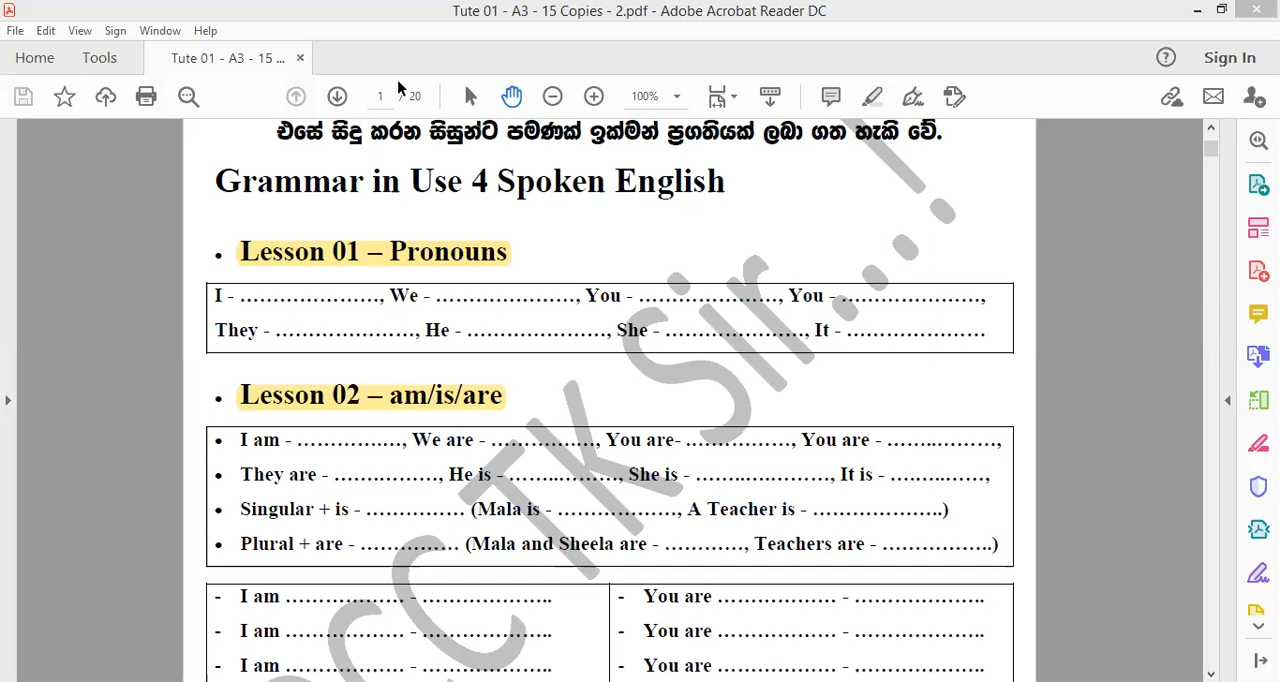 Tute 01 - A3 - 15 Copies - 2.pdf - Adobe Acrobat Reader DC
File Edit View Sign Window Help
Home Tools Tute 01 - A3 - 15 ... × Sign In
1 / 20 100%
එසේ සිදු කරන සිසුන්ට පමණක් ඉක්මන් ප්‍රගතියක් ලබා ගත හැකි වේ.
Grammar in Use 4 Spoken English
• Lesson 01 – Pronouns
I - …………………, We - …………………, You - …………………, You - …………………,
They - …………………, He - …………………, She - …………………, It - …………………
• Lesson 02 – am/is/are
• I am - ………….…, We are - ……………, You are- ……………, You are - ……..………,
• They are - …….………, He is - ……..………, She is - ……..….………, It is - ……...……,
• Singular + is - …………… (Mala is - ………………, A Teacher is - ……………….)
• Plural + are - …………… (Mala and Sheela are - …………, Teachers are - …………….)
- I am ……………… - ………………..
- You are ……………… - ………………..
- I am ……………… - ………………..
- You are ……………… - ………………..
- I am ……………… - ………………..
- You are ……………… - ………………..
CC TK Sir...!